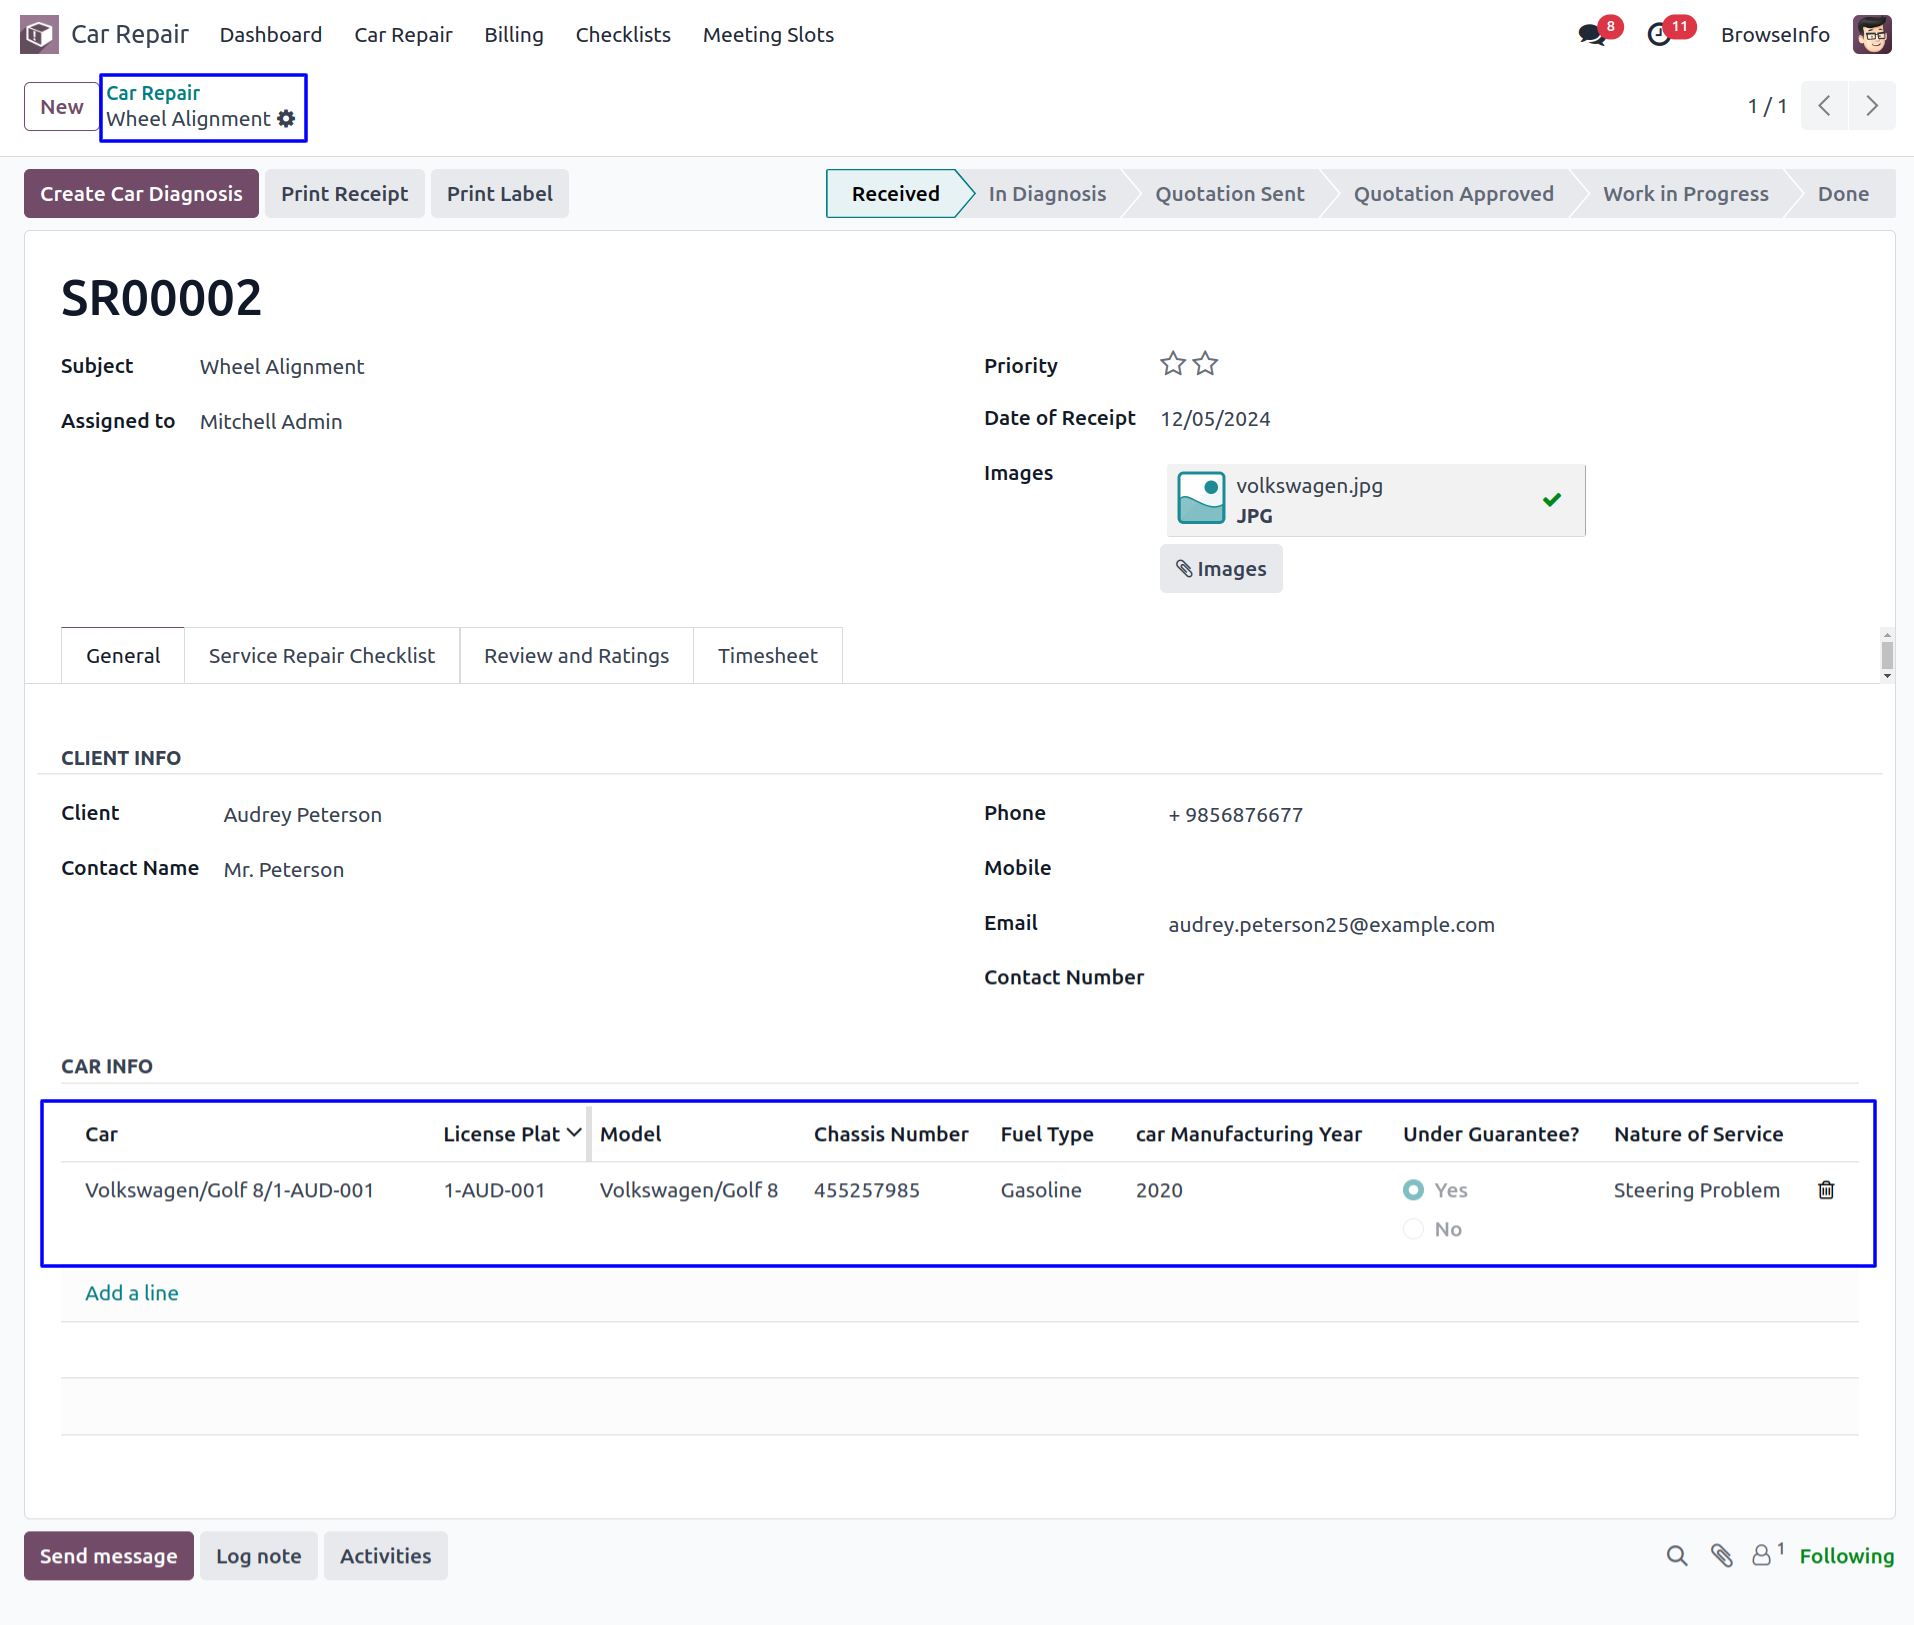 Car Repair Dashboard Car Repair Billing Checklists Meeting Slots 8 11 BrowseInfo
New Car Repair
Wheel Alignment 1 / 1
Create Car Diagnosis Print Receipt Print Label Received In Diagnosis Quotation Sent Quotation Approved Work in Progress Done
SR00002
Subject Wheel Alignment Priority
Assigned to Mitchell Admin Date of Receipt 12/05/2024
Images volkswagen.jpg
JPG
Images
General Service Repair Checklist Review and Ratings Timesheet
CLIENT INFO
Client Audrey Peterson Phone + 9856876677
Contact Name Mr. Peterson Mobile
Email audrey.peterson25@example.com
Contact Number
CAR INFO
Car License Plat Model Chassis Number Fuel Type car Manufacturing Year Under Guarantee? Nature of Service
Volkswagen/Golf 8/1-AUD-001 1-AUD-001 Volkswagen/Golf 8 455257985 Gasoline 2020 Yes Steering Problem
No
Add a line
Send message Log note Activities 1 Following